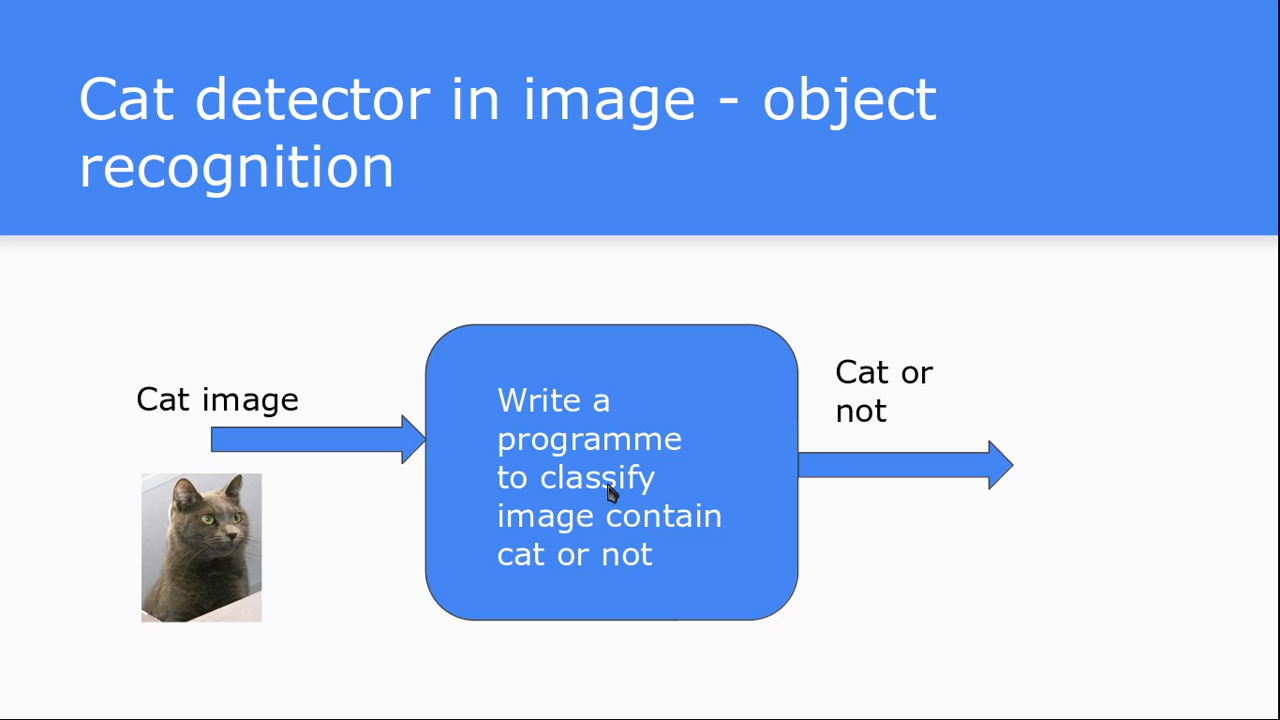 Cat detector in image - object
recognition
Cat image
Write a
programme
to classify
image contain
cat or not
Cat or
not